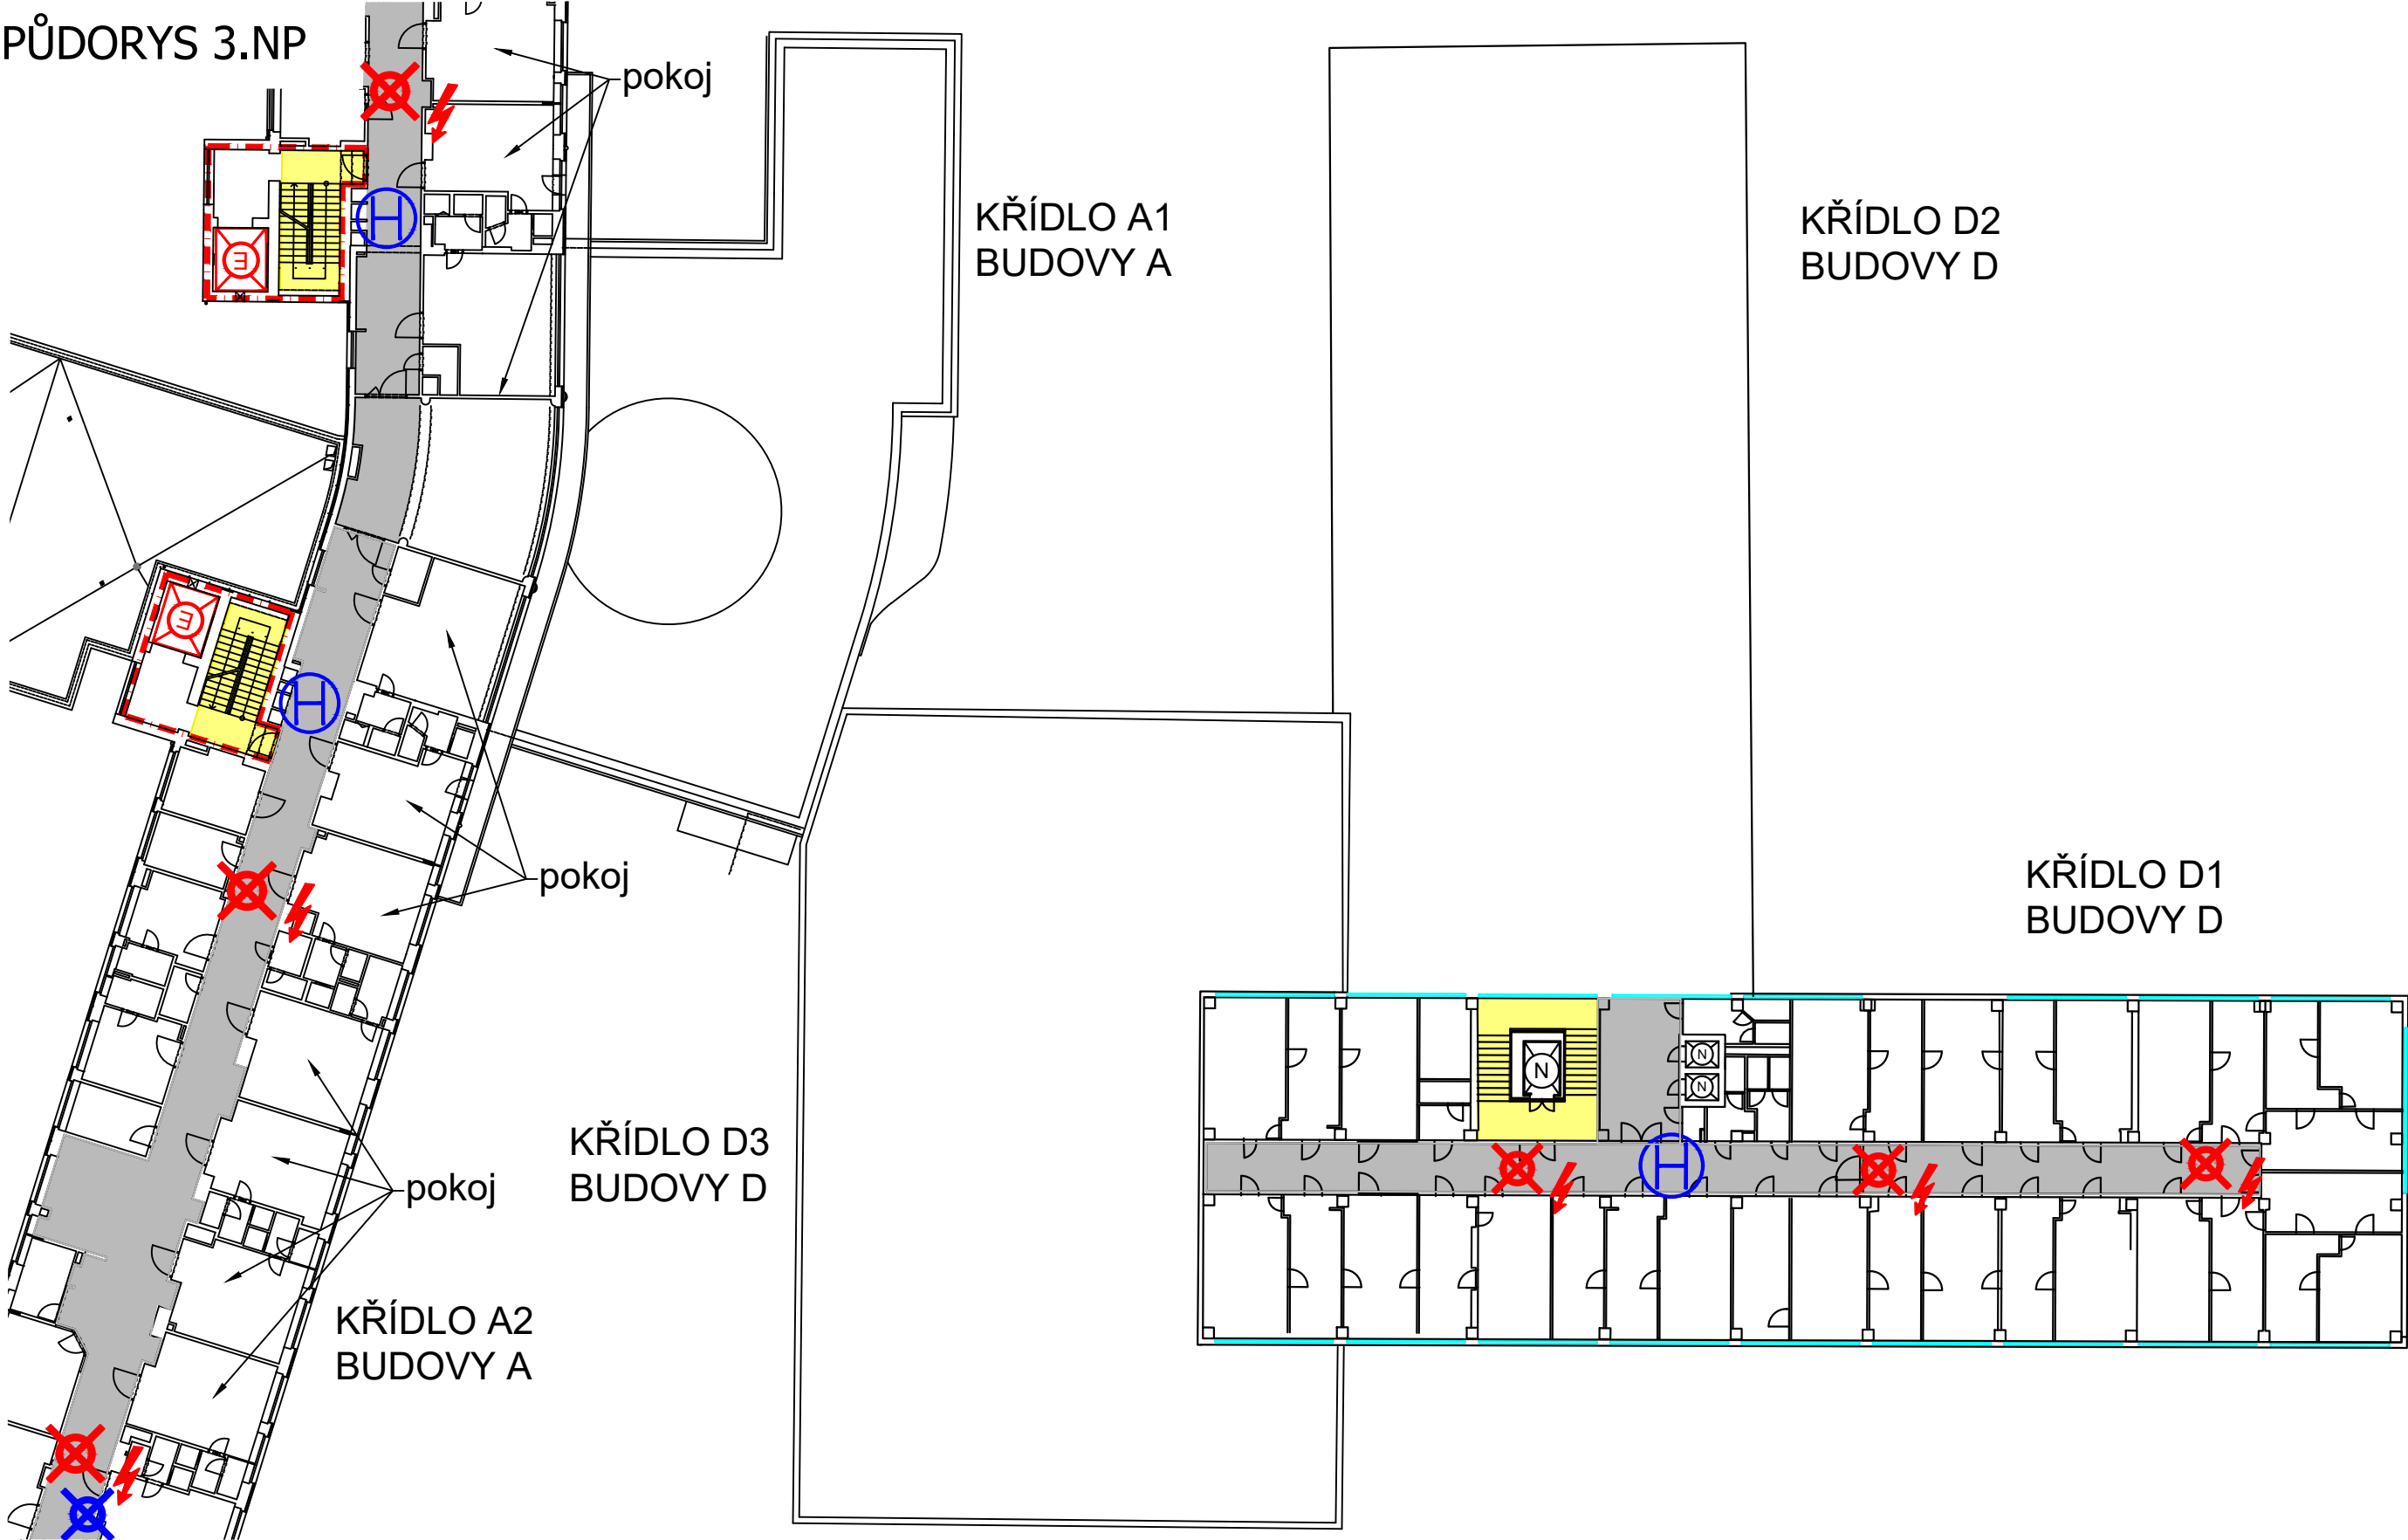 PŮDORYS 3.NP
pokoj
KŘÍDLO A1
BUDOVY A
KŘÍDLO D2
BUDOVY D
H
E
E
H
pokoj
KŘÍDLO D1
BUDOVY D
N
N
N
H
KŘÍDLO D3
BUDOVY D
pokoj
KŘÍDLO A2
BUDOVY A